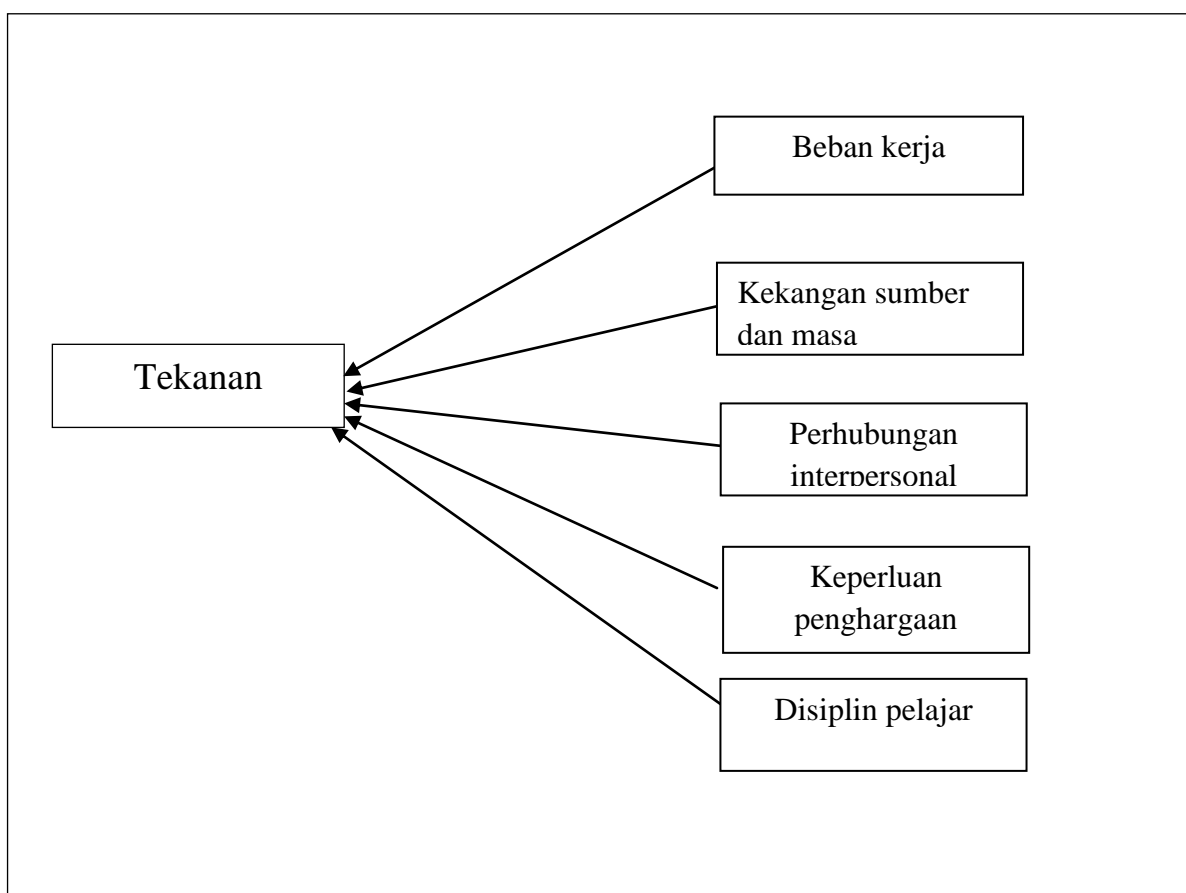 Beban kerja
Kekangan sumber
dan masa
Tekanan
Perhubungan
interpersonal
Keperluan
penghargaan
Disiplin pelajar